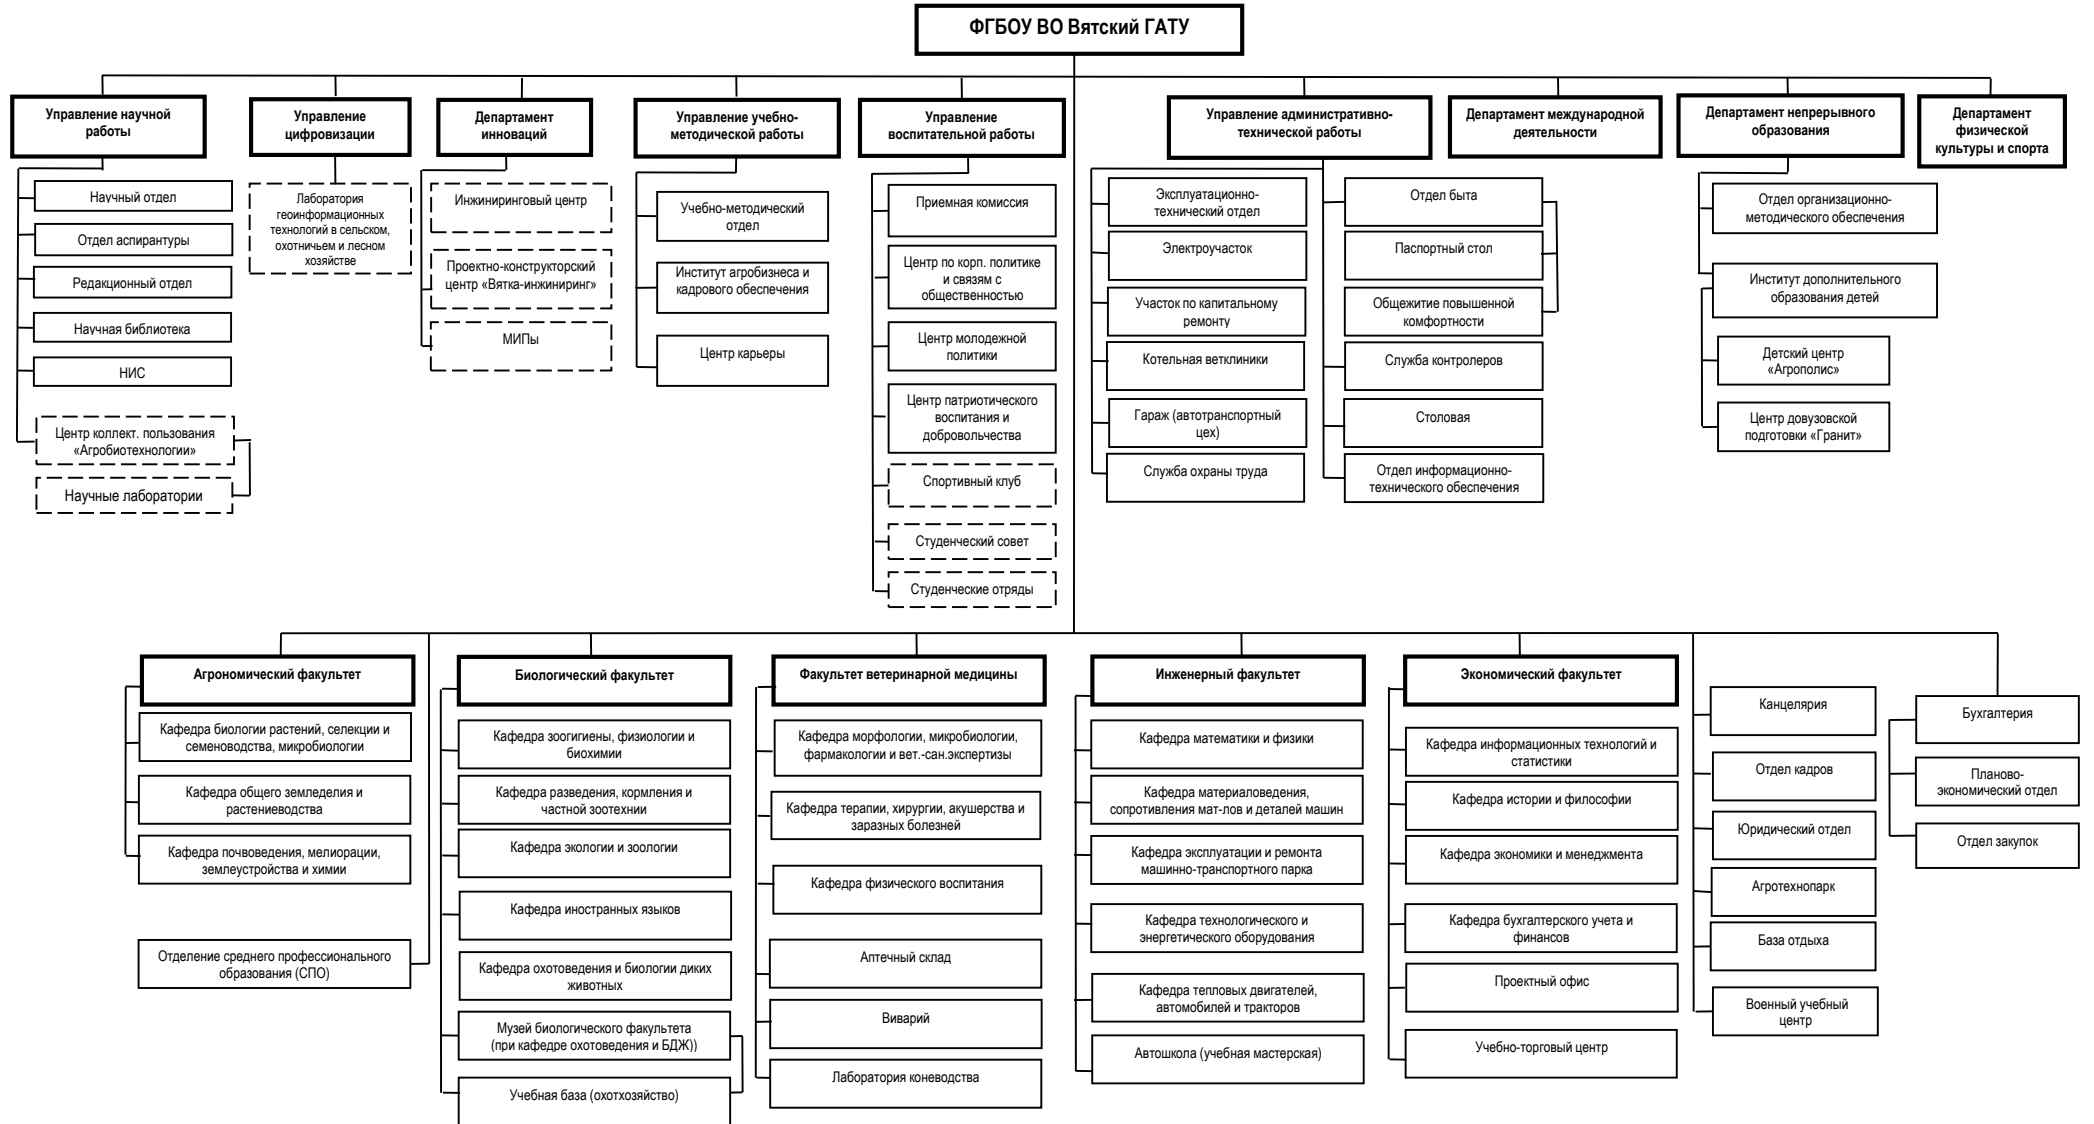 ФГБОУ ВО Вятский ГАТУ
Управление научной
работы
Научный отдел
Отдел аспирантуры
Редакционный отдел
Научная библиотека
НИС
Центр коллект. пользования
«Агробиотехнологии»
Научные лаборатории
Управление
цифровизации
Лаборатория
геоинформационных
технологий в сельском,
охотничьем и лесном
хозяйстве
Департамент
инноваций
Инжиниринговый центр
Проектно-конструкторский
центр «Вятка-инжиниринг»
МИПы
Управление учебно-
методической работы
Учебно-методический
отдел
Институт агробизнеса и
кадрового обеспечения
Центр карьеры
Управление
воспитательной работы
Приемная комиссия
Центр по корп. политике
и связям с
общественностью
Центр молодежной
политики
Центр патриотического
воспитания и
добровольчества
Спортивный клуб
Студенческий совет
Студенческие отряды
Управление административно-
технической работы
Эксплуатационно-
технический отдел
Электроучасток
Участок по капитальному
ремонту
Котельная ветклиники
Гараж (автотранспортный
цех)
Служба охраны труда
Отдел быта
Паспортный стол
Общежитие повышенной
комфортности
Служба контролеров
Столовая
Отдел информационно-
технического обеспечения
Департамент международной
деятельности
Департамент непрерывного
образования
Отдел организационно-
методического обеспечения
Институт дополнительного
образования детей
Детский центр
«Агрополис»
Центр довузовской
подготовки «Гранит»
Департамент
физической
культуры и спорта
Агрономический факультет
Кафедра биологии растений, селекции и
семеноводства, микробиологии
Кафедра общего земледелия и
растениеводства
Кафедра почвоведения, мелиорации,
землеустройства и химии
Отделение среднего профессионального
образования (СПО)
Биологический факультет
Кафедра зоогигиены, физиологии и
биохимии
Кафедра разведения, кормления и
частной зоотехнии
Кафедра экологии и зоологии
Кафедра иностранных языков
Кафедра охотоведения и биологии диких
животных
Музей биологического факультета
(при кафедре охотоведения и БДЖ))
Учебная база (охотхозяйство)
Факультет ветеринарной медицины
Кафедра морфологии, микробиологии,
фармакологии и вет.-сан.экспертизы
Кафедра терапии, хирургии, акушерства и
заразных болезней
Кафедра физического воспитания
Аптечный склад
Виварий
Лаборатория коневодства
Инженерный факультет
Кафедра математики и физики
Кафедра материаловедения,
сопротивления мат-лов и деталей машин
Кафедра эксплуатации и ремонта
машинно-транспортного парка
Кафедра технологического и
энергетического оборудования
Кафедра тепловых двигателей,
автомобилей и тракторов
Автошкола (учебная мастерская)
Экономический факультет
Кафедра информационных технологий и
статистики
Кафедра истории и философии
Кафедра экономики и менеджмента
Кафедра бухгалтерского учета и
финансов
Проектный офис
Учебно-торговый центр
Канцелярия
Отдел кадров
Юридический отдел
Агротехнопарк
База отдыха
Военный учебный
центр
Бухгалтерия
Планово-
экономический отдел
Отдел закупок